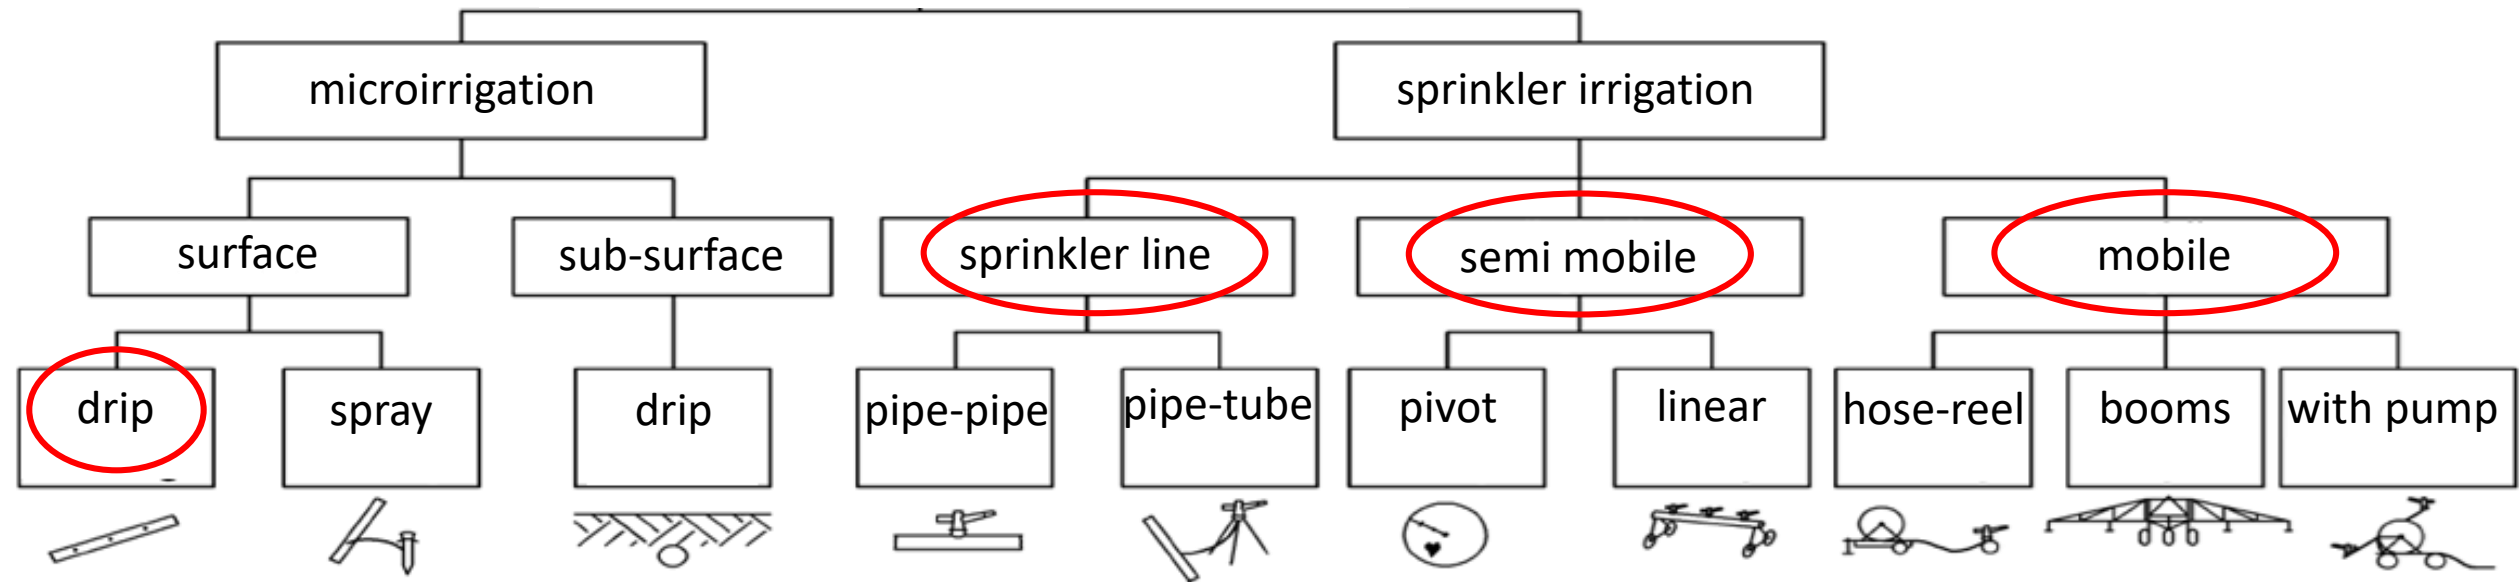 microirrigation
sprinkler irrigation
surface
sub-surface
sprinkler line
semi mobile
mobile
drip
spray
drip
pipe-pipe
pipe-tube
pivot
linear
hose-reel
booms
with pump